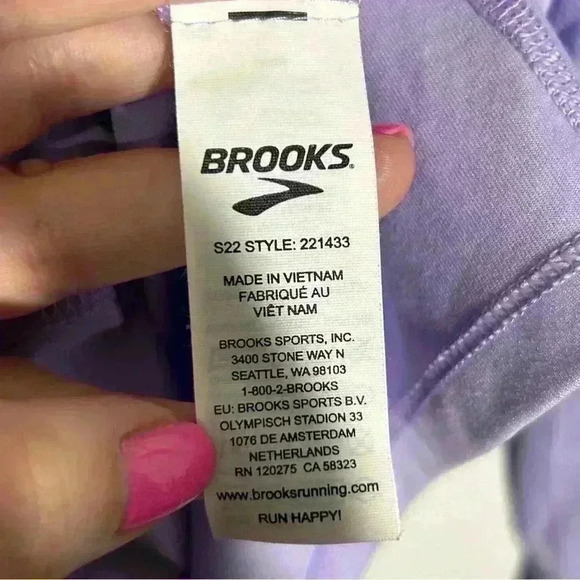 BROOKS
S22 STYLE: 221433
MADE IN VIETNAM
FABRIQUÉ AU
VIÊT NAM
BROOKS SPORTS, INC.
3400 STONE WAY N
SEATTLE, WA 98103
1-800-2-BROOKS
EU: BROOKS SPORTS B.V.
OLYMPISCH STADION 33
1076 DE AMSTERDAM
NETHERLANDS
RN 120275 CA 58323
www.brooksrunning.com
RUN HAPPY!